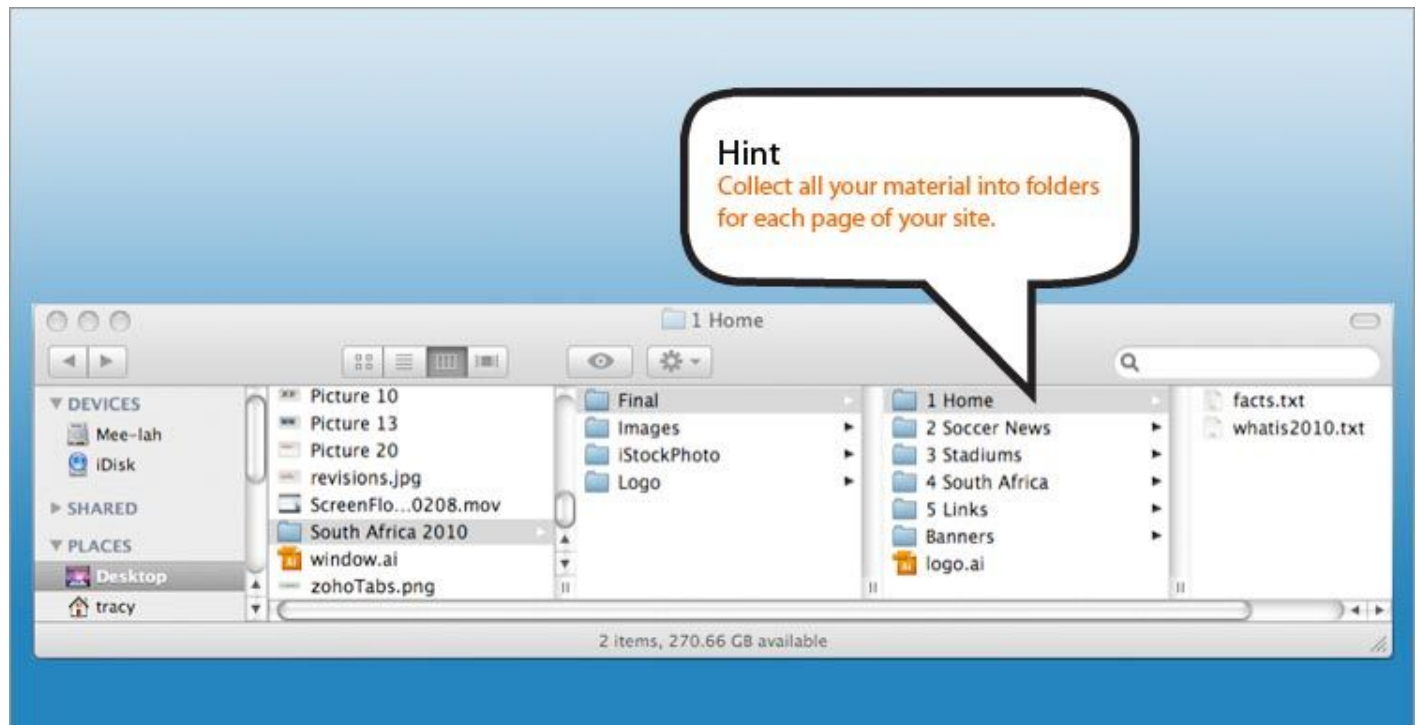 Hint
Collect all your material into folders
for each page of your site.
1 Home
DEVICES
Mee-lah
iDisk
SHARED
PLACES
Desktop
tracy
Picture 10
Picture 13
Picture 20
revisions.jpg
ScreenFlo...0208.mov
South Africa 2010
window.ai
zohoTabs.png
Final
Images
iStockPhoto
Logo
1 Home
2 Soccer News
3 Stadiums
4 South Africa
5 Links
Banners
logo.ai
facts.txt
whatis2010.txt
2 items, 270.66 GB available